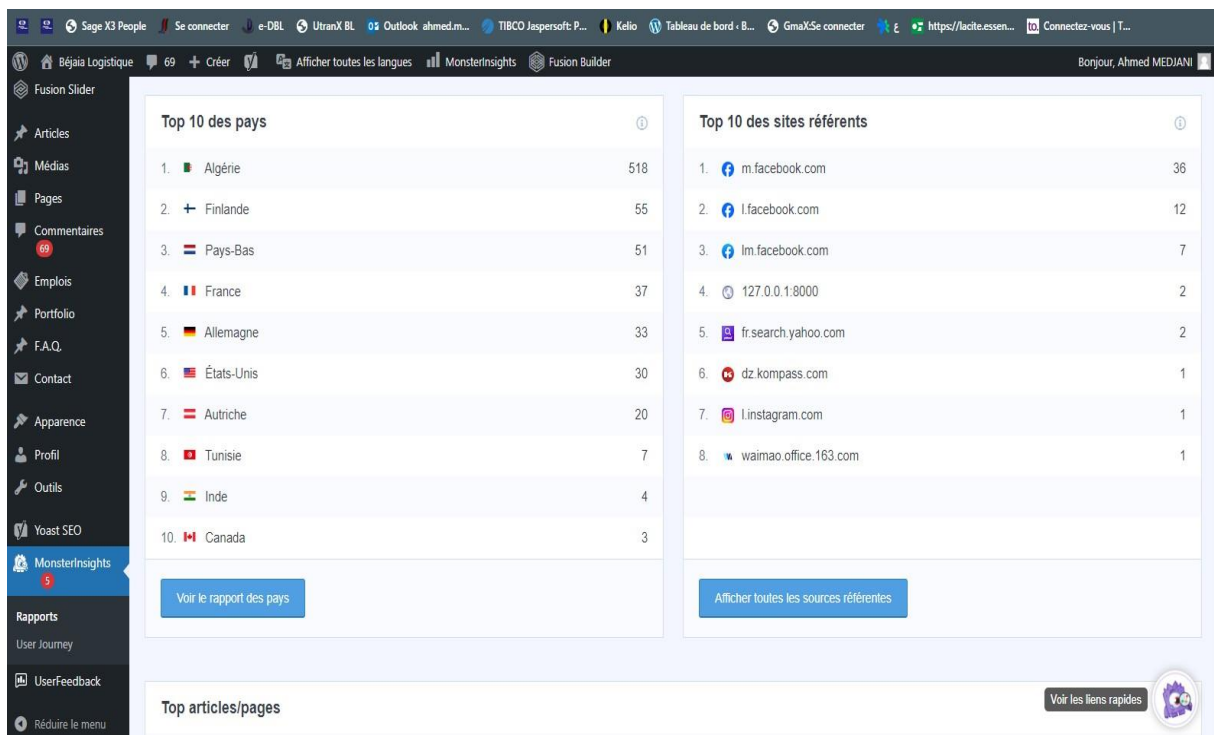 Sage X3 People Se connecter e-DBL UtranX BL Outlook ahmed.m... TIBCO Jaspersoft: P... Kelio Tableau de bord ‹ B... GmaX:Se connecter ع https://lacite.essen... to. Connectez-vous | T...
Béjaia Logistique 69 + Créer Afficher toutes les langues MonsterInsights Fusion Builder Bonjour, Ahmed MEDJANI
Fusion Slider
Articles
Médias
Pages
Commentaires
69
Emplois
Portfolio
F.A.Q.
Contact
Apparence
Profil
Outils
Yoast SEO
MonsterInsights
5
Rapports
User Journey
UserFeedback
Réduire le menu
Top 10 des pays
1. Algérie 518
2. Finlande 55
3. Pays-Bas 51
4. France 37
5. Allemagne 33
6. États-Unis 30
7. Autriche 20
8. Tunisie 7
9. Inde 4
10. Canada 3
Voir le rapport des pays
Top 10 des sites référents
1. m.facebook.com 36
2. l.facebook.com 12
3. lm.facebook.com 7
4. 127.0.0.1:8000 2
5. fr.search.yahoo.com 2
6. dz.kompass.com 1
7. l.instagram.com 1
8. waimao.office.163.com 1
Afficher toutes les sources référentes
Top articles/pages
Voir les liens rapides